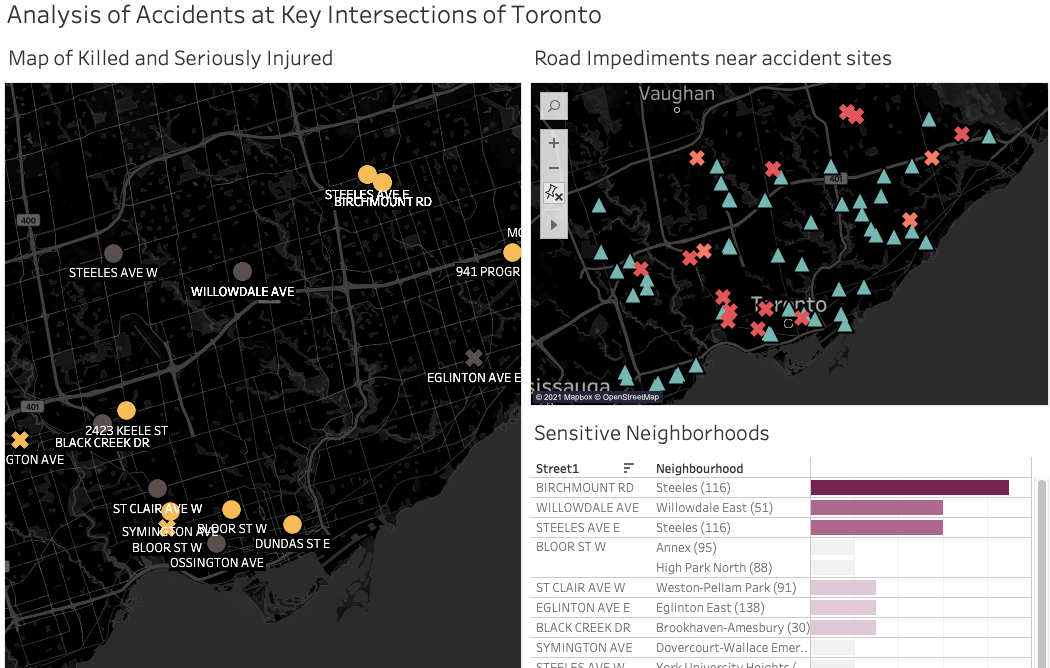 Analysis of Accidents at Key Intersections of Toronto
Map of Killed and Seriously Injured
400
STEELES AVE E
BIRCHMOUNT RD
STEELES AVE W
WILLOWDALE AVE
941 PROGR
EGLINTON AVE E
401
2423 KEELE ST
BLACK CREEK DR
GTON AVE
ST CLAIR AVE W
SYMINGTON AVE
BLOOR ST W
BLOOR ST W
DUNDAS ST E
OSSINGTON AVE
Road Impediments near accident sites
Vaughan
401
Toronto
sissauga
© 2021 Mapbox © OpenStreetMap
Sensitive Neighborhoods
Street1 Neighbourhood
BIRCHMOUNT RD Steeles (116)
WILLOWDALE AVE Willowdale East (51)
STEELES AVE E Steeles (116)
BLOOR ST W Annex (95)
High Park North (88)
ST CLAIR AVE W Weston-Pellam Park (91)
EGLINTON AVE E Eglinton East (138)
BLACK CREEK DR Brookhaven-Amesbury (30)
SYMINGTON AVE Dovercourt-Wallace Emer..
STEELES AVE W York University Heights (